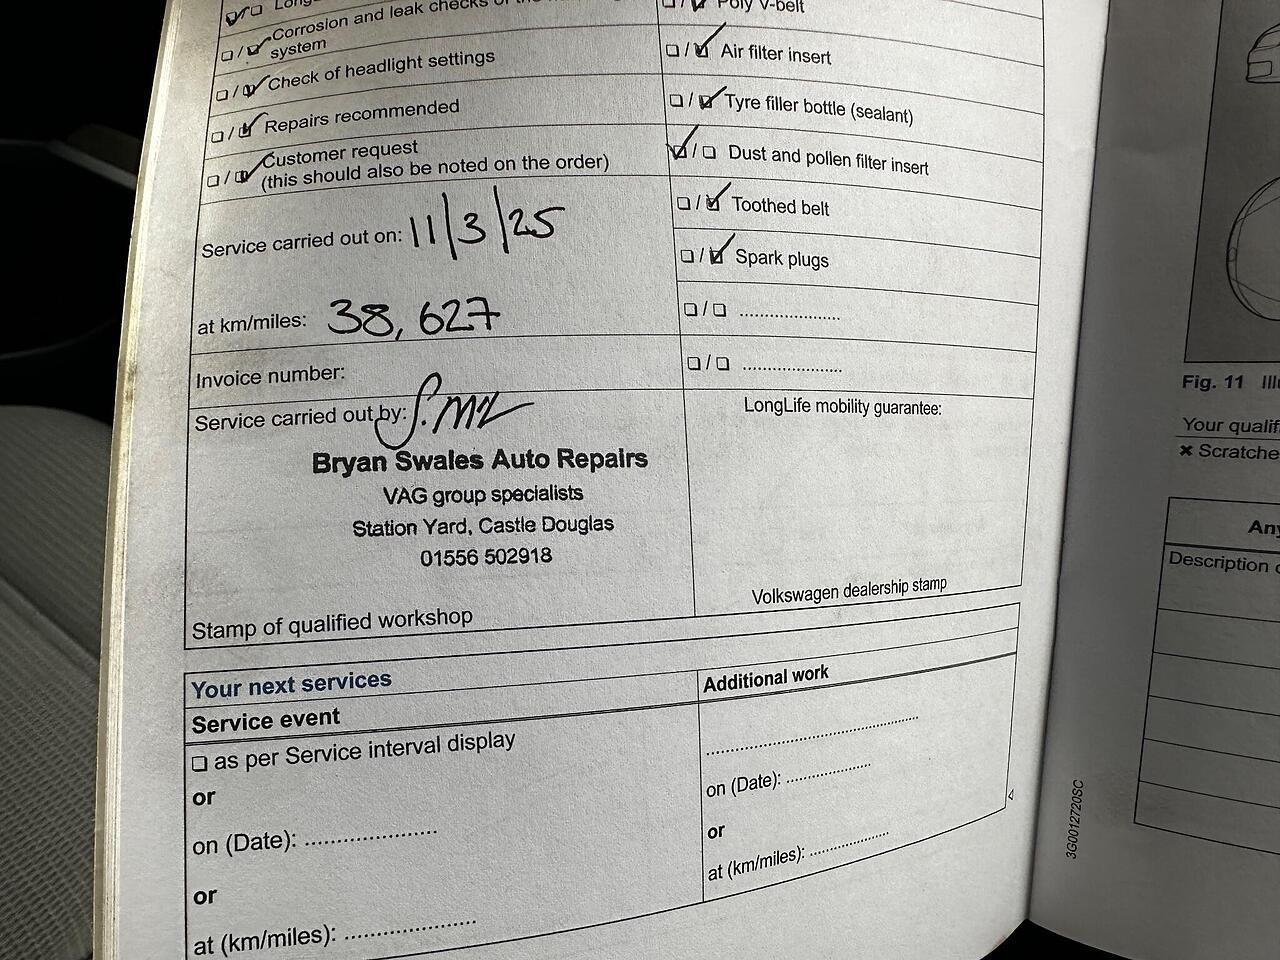 Corrosion and leak checks of the
system
Check of headlight settings
Repairs recommended
Customer request
(this should also be noted on the order)
Service carried out on: 11/3/25
at km/miles: 38,627
Invoice number:
Service carried out by:
Bryan Swales Auto Repairs
VAG group specialists
Station Yard, Castle Douglas
01556 502918
Stamp of qualified workshop
Poly V-belt
Air filter insert
Tyre filler bottle (sealant)
Dust and pollen filter insert
Toothed belt
Spark plugs
LongLife mobility guarantee:
Volkswagen dealership stamp
Your next services
Service event
as per Service interval display
or
on (Date): ....................
or
at (km/miles): ....................
Additional work
on (Date): ................
or
at (km/miles): ...............
3G0012720SC
Fig. 11
Your
Any
Description